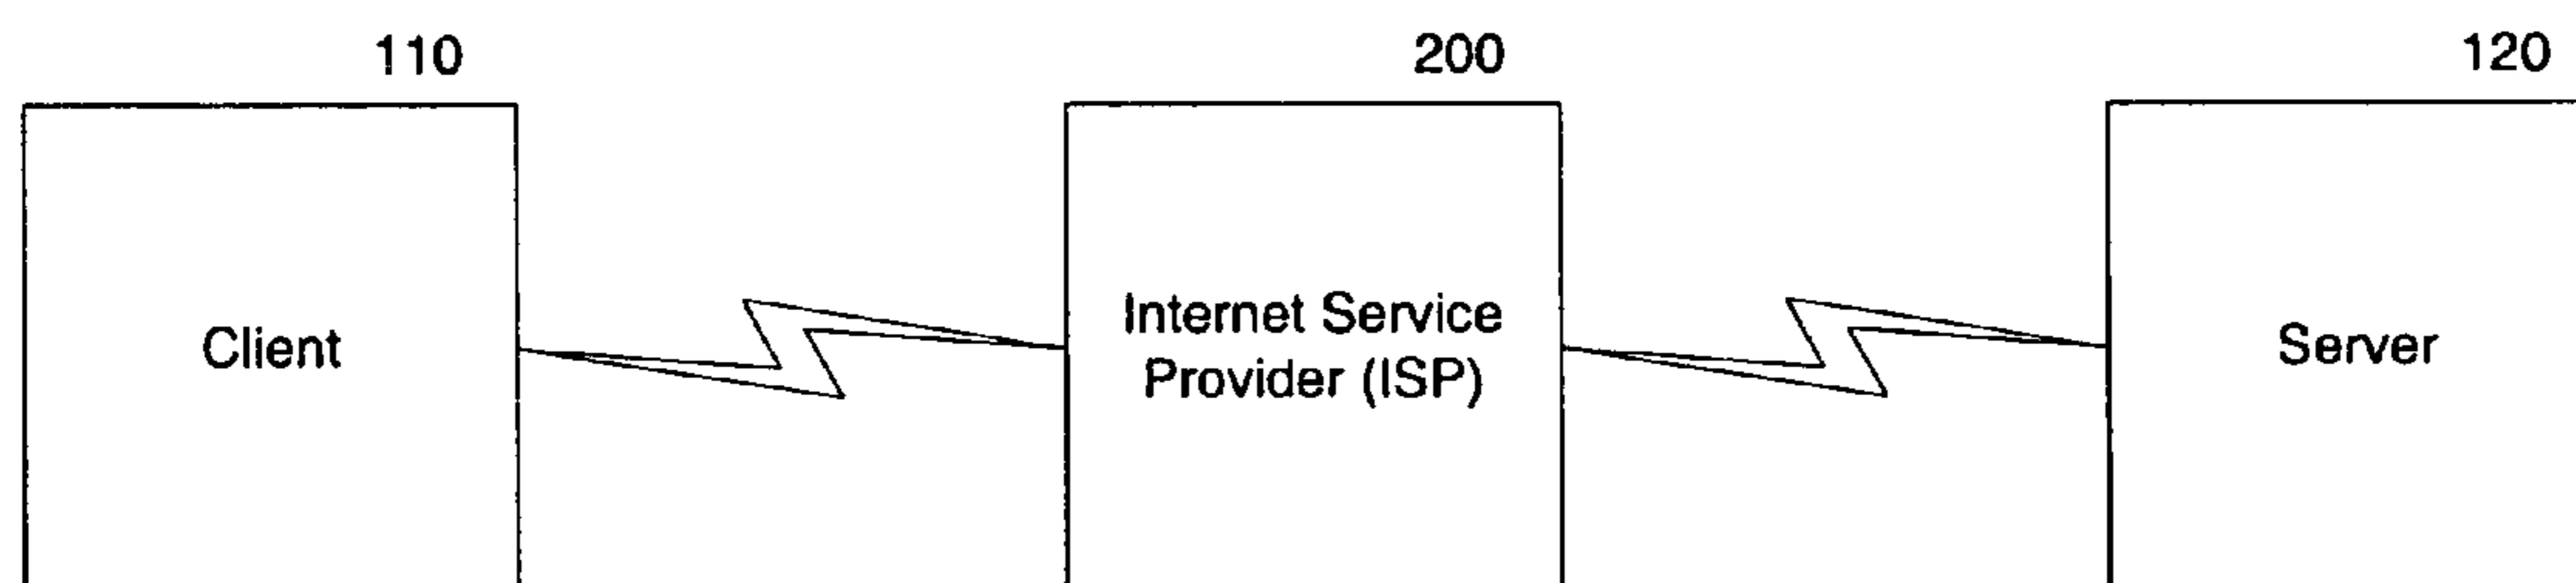 110
200
120
Client
Internet Service
Provider (ISP)
Server